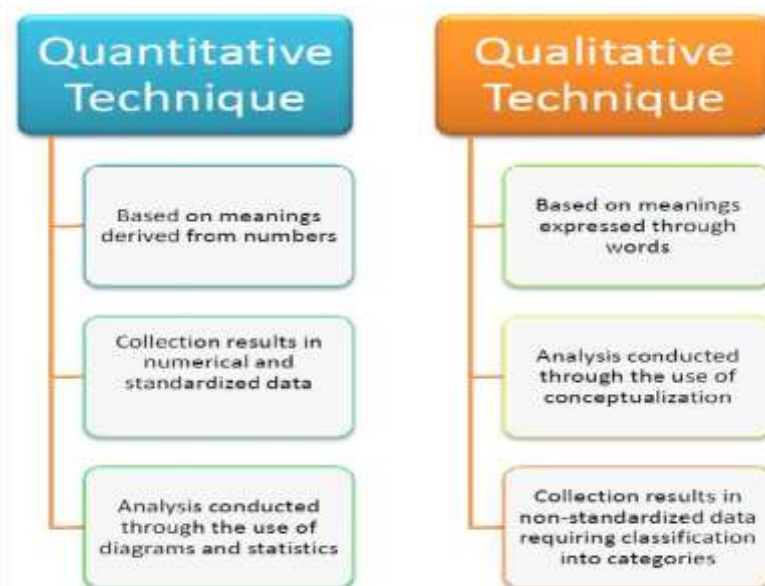 Quantitative
Technique
Based on meanings
derived from numbers
Collection results in
numerical and
standardized data
Analysis conducted
through the use of
diagrams and statistics
Qualitative
Technique
Based on meanings
expressed through
words
Analysis conducted
through the use of
conceptualization
Collection results in
non-standardized data
requiring classification
into categories